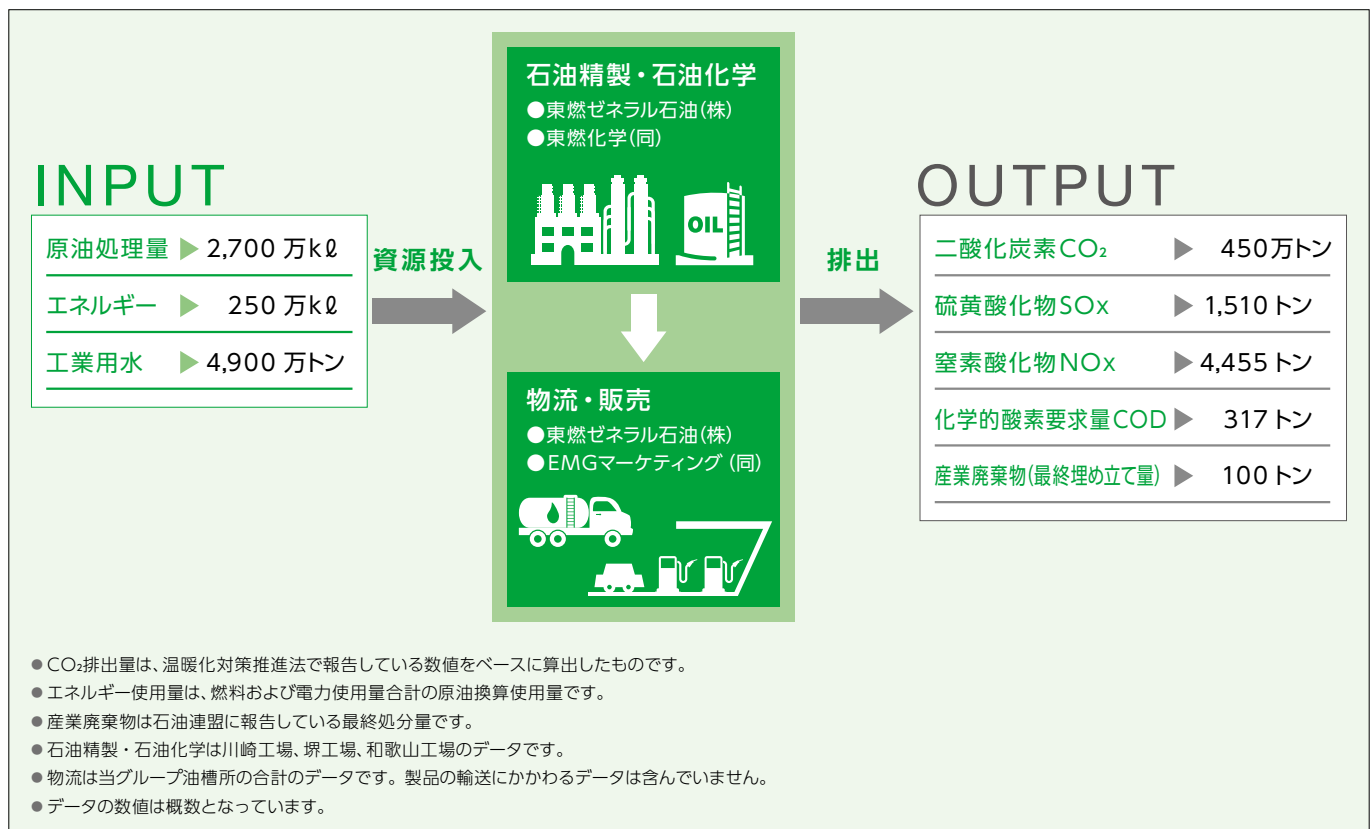 INPUT
原油処理量 ▶ 2,700 万kℓ
エネルギー ▶ 250 万kℓ
工業用水 ▶ 4,900 万トン
資源投入
石油精製・石油化学
●東燃ゼネラル石油(株)
●東燃化学(同)
OIL
物流・販売
●東燃ゼネラル石油(株)
●EMGマーケティング(同)
排出
OUTPUT
二酸化炭素CO₂ ▶ 450万トン
硫黄酸化物SOx ▶ 1,510トン
窒素酸化物NOx ▶ 4,455トン
化学的酸素要求量COD ▶ 317トン
産業廃棄物(最終埋め立て量) ▶ 100トン
●CO₂排出量は、温暖化対策推進法で報告している数値をベースに算出したものです。
●エネルギー使用量は、燃料および電力使用量合計の原油換算使用量です。
●産業廃棄物は石油連盟に報告している最終処分量です。
●石油精製・石油化学は川崎工場、堺工場、和歌山工場のデータです。
●物流は当グループ油槽所の合計のデータです。製品の輸送にかかわるデータは含んでいません。
●データの数値は概数となっています。